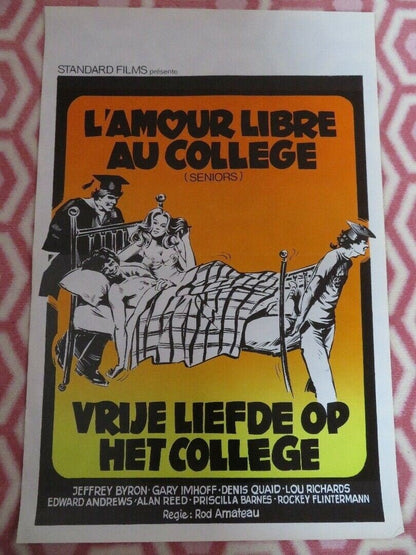 STANDARD FILMS présente
L'AMOUR LIBRE
AU COLLEGE
(SENIORS)
VRIJE LIEFDE OP
HET COLLEGE
JEFFREY BYRON · GARY IMHOFF · DENIS QUAID · LOU RICHARDS
EDWARD ANDREWS · ALAN REED · PRISCILLA BARNES · ROCKEY FLINTERMANN
Regie: Rod Amateau